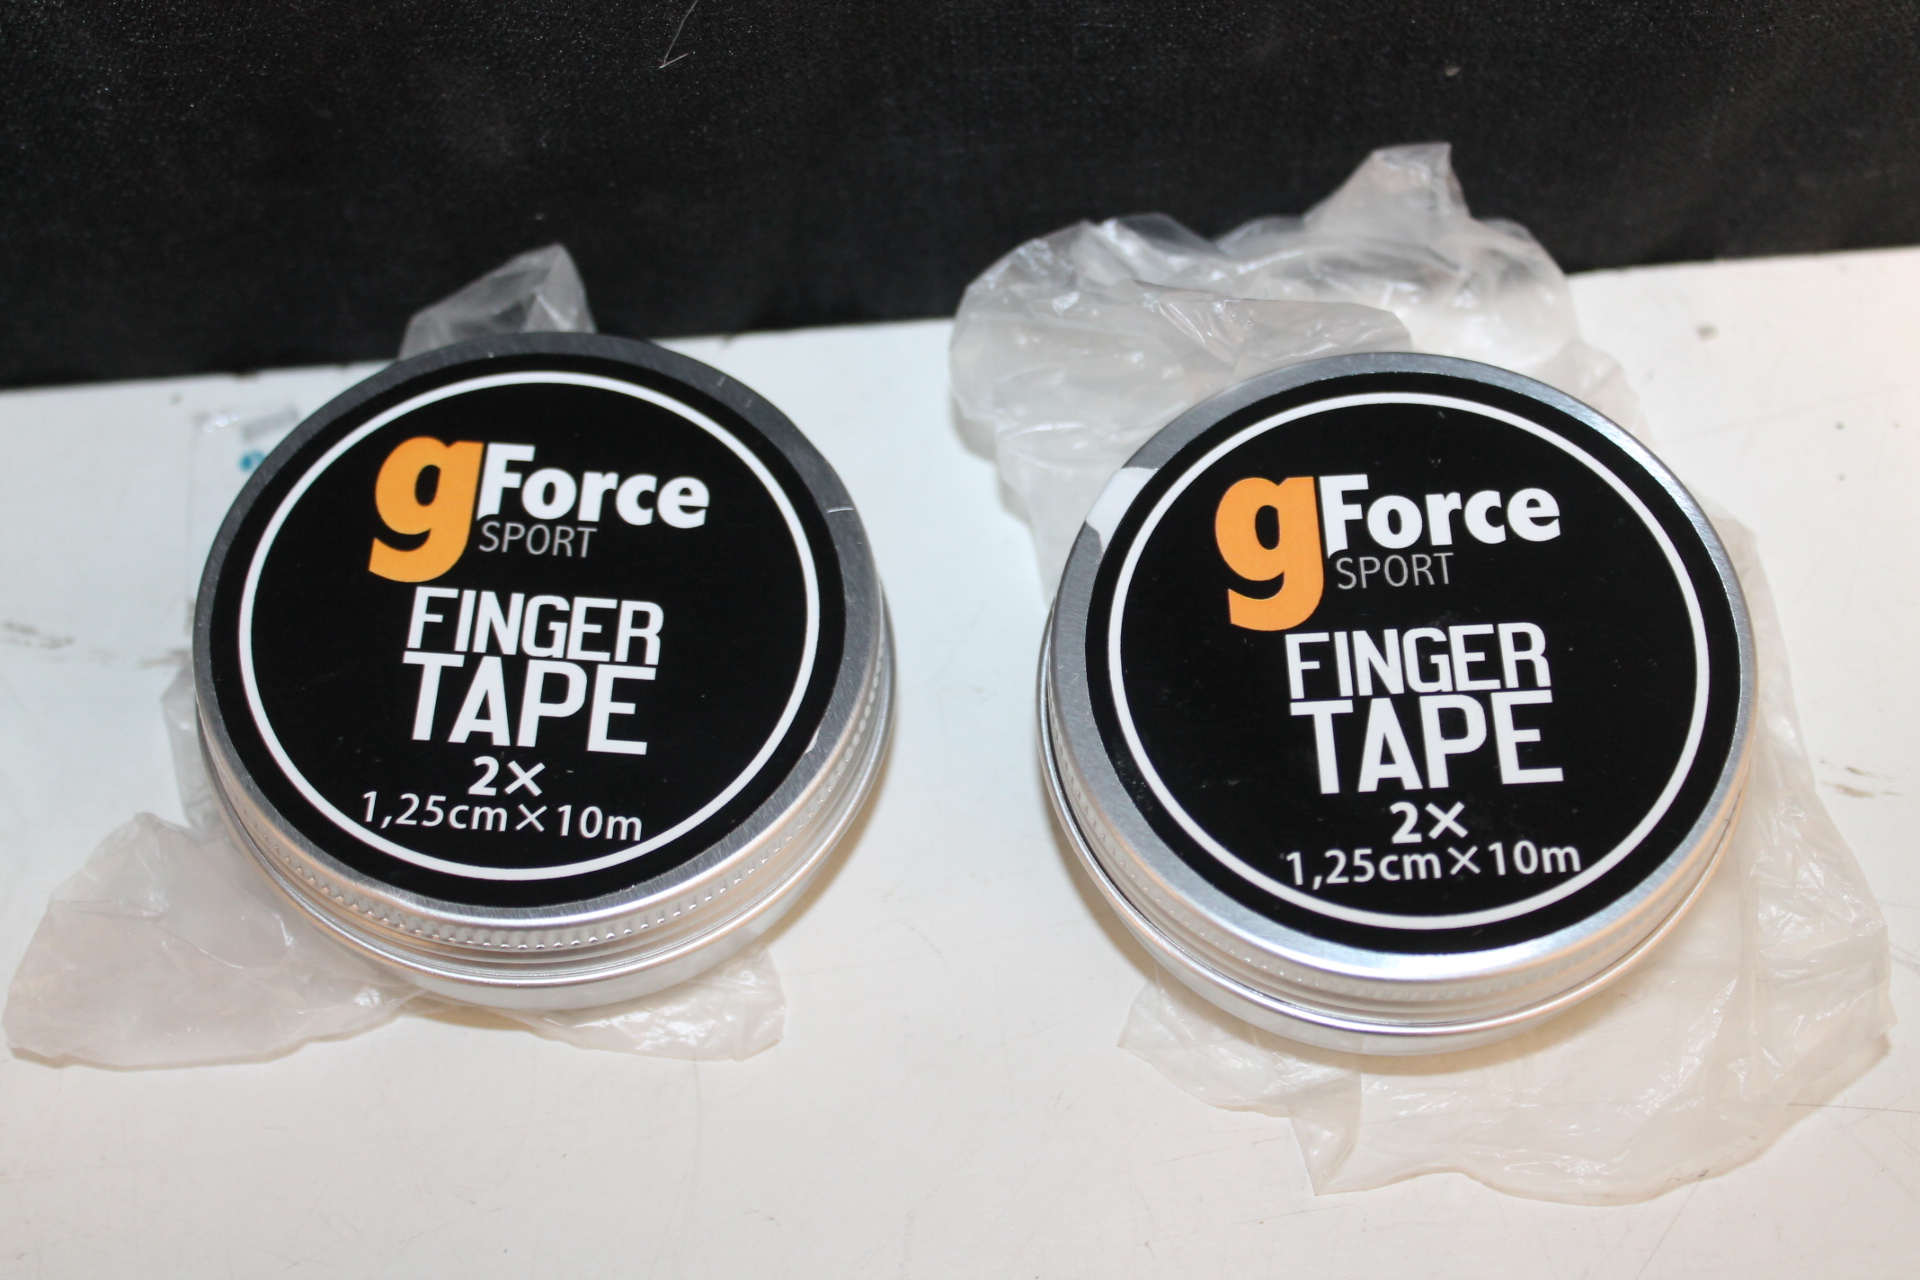 gForce
SPORT
FINGER
TAPE
2×
1,25cm×10m
gForce
SPORT
FINGER
TAPE
2×
1,25cm×10m